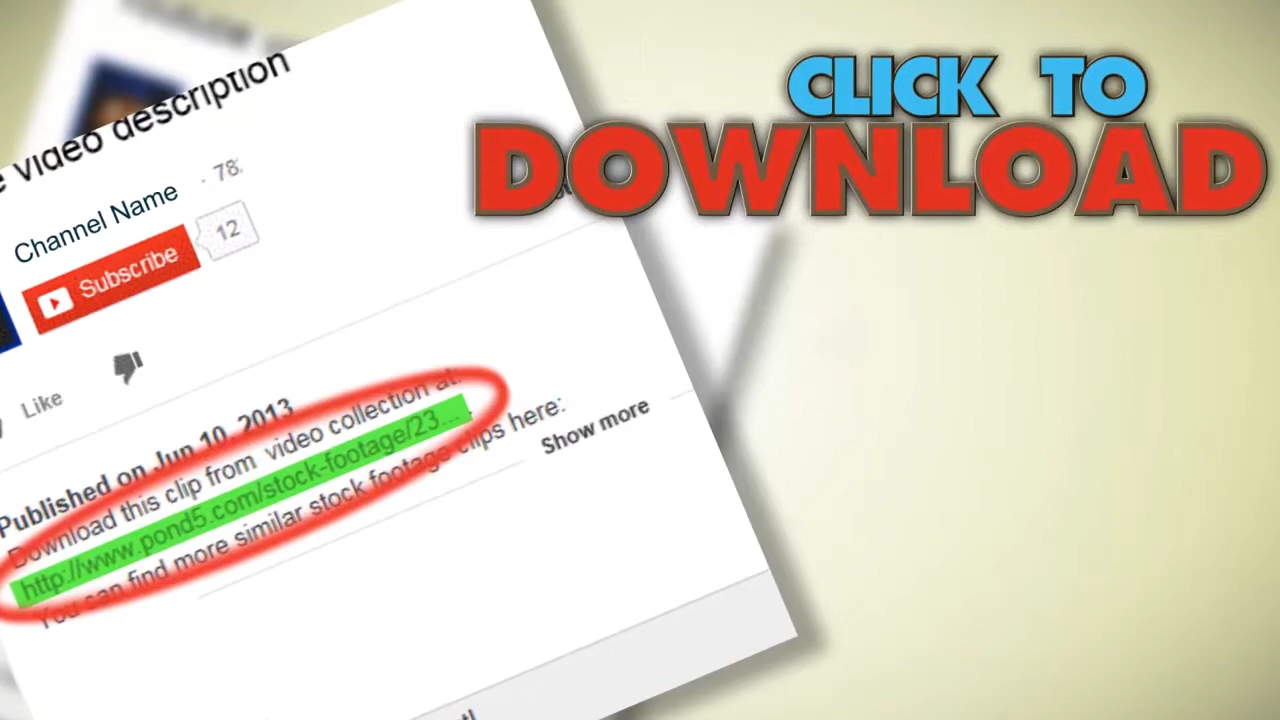 CLICK TO
DOWNLOAD
video description
Channel Name
78
Subscribe
12
Like
Published on Jun 10, 2013
Download this clip from video collection at:
http://www.pond5.com/stock-footage/23...
You can find more similar stock footage clips here:
Show more